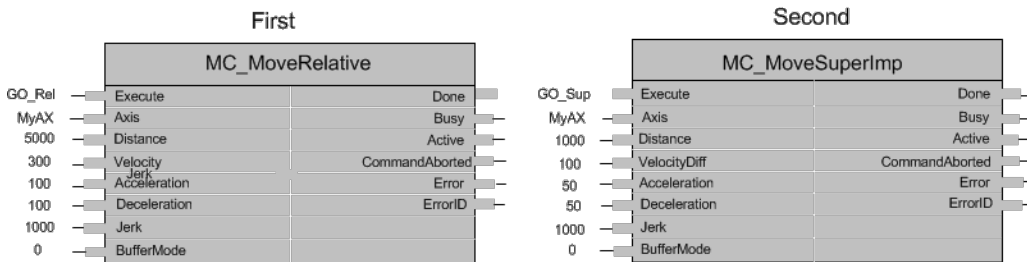 First
MC_MoveRelative
GO_Rel Execute Done
MyAX Axis Busy
5000 Distance Active
300 Velocity CommandAborted
Jerk
100 Acceleration Error
100 Deceleration ErrorID
1000 Jerk
0 BufferMode
Second
MC_MoveSuperImp
GO_Sup Execute Done
MyAX Axis Busy
1000 Distance Active
100 VelocityDiff CommandAborted
50 Acceleration Error
50 Deceleration ErrorID
1000 Jerk
0 BufferMode